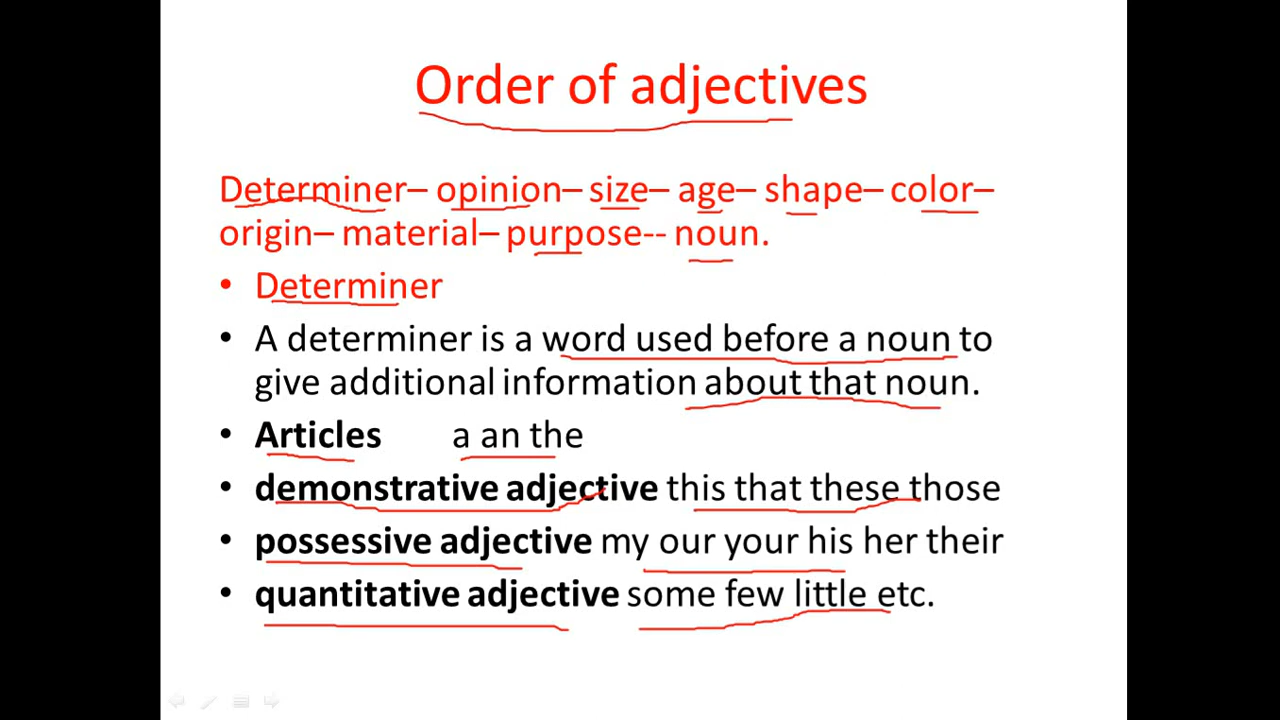 Order of adjectives
Determiner– opinion– size– age– shape– color–
origin– material– purpose-- noun.
• Determiner
• A determiner is a word used before a noun to
give additional information about that noun.
• Articles a an the
• demonstrative adjective this that these those
• possessive adjective my our your his her their
• quantitative adjective some few little etc.